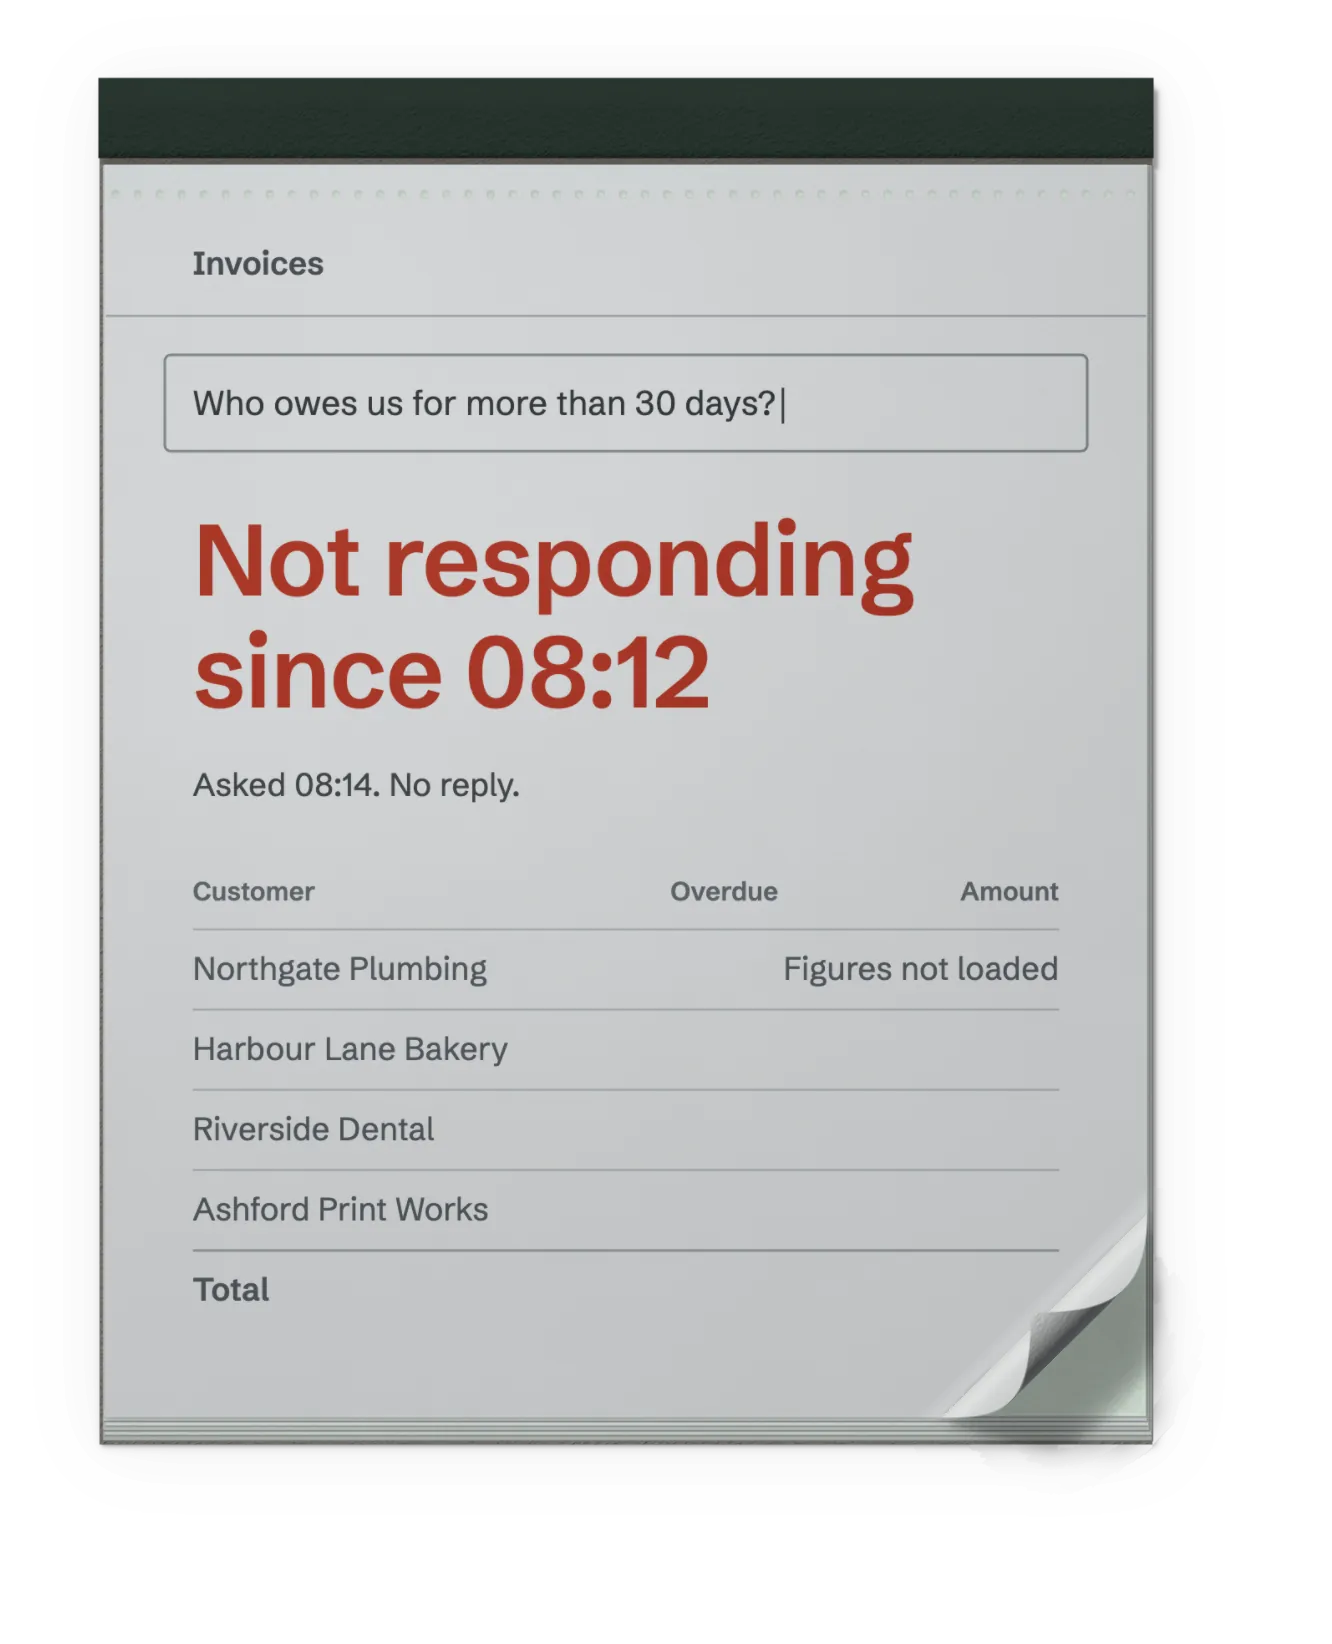 Invoices
Who owes us for more than 30 days?
Not responding
since 08:12
Asked 08:14. No reply.
Customer Overdue Amount
Northgate Plumbing Figures not loaded
Harbour Lane Bakery
Riverside Dental
Ashford Print Works
Total